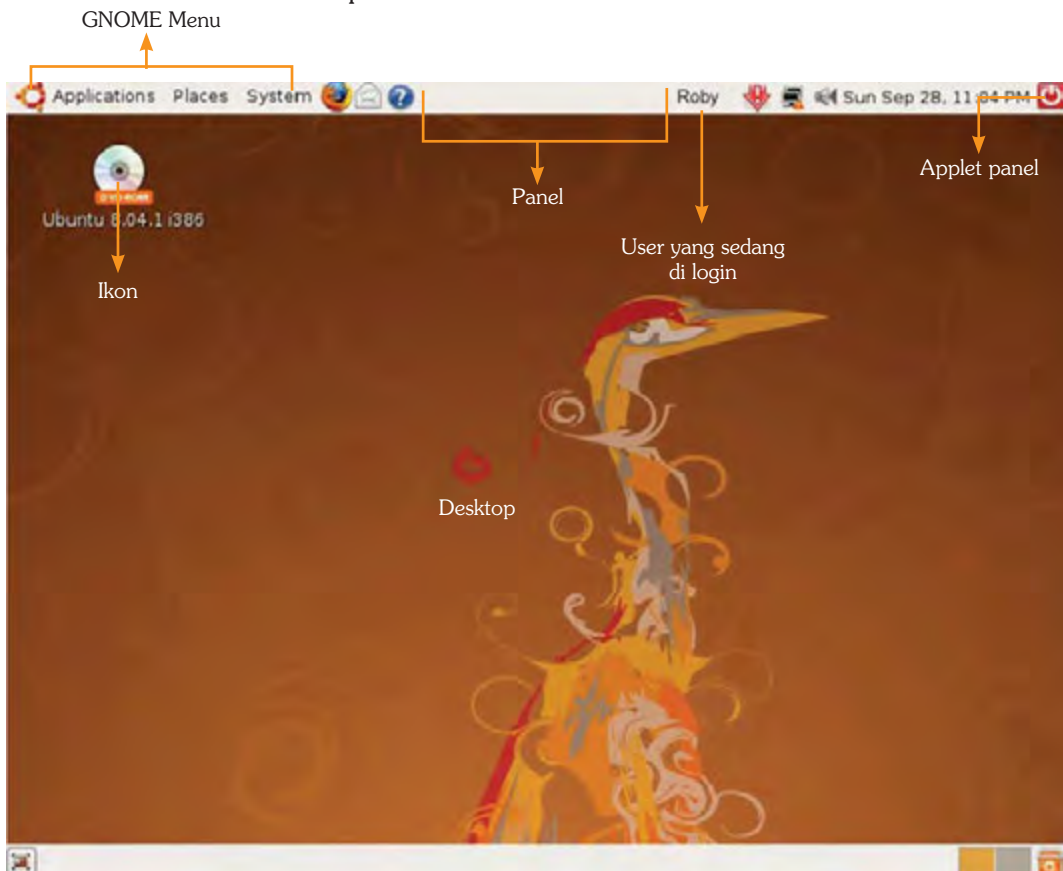 GNOME Menu
Applications Places System
Roby
Sun Sep 28, 11:04 PM
Applet panel
Panel
Ubuntu 8.04.1 i386
User yang sedang
di login
Ikon
Desktop